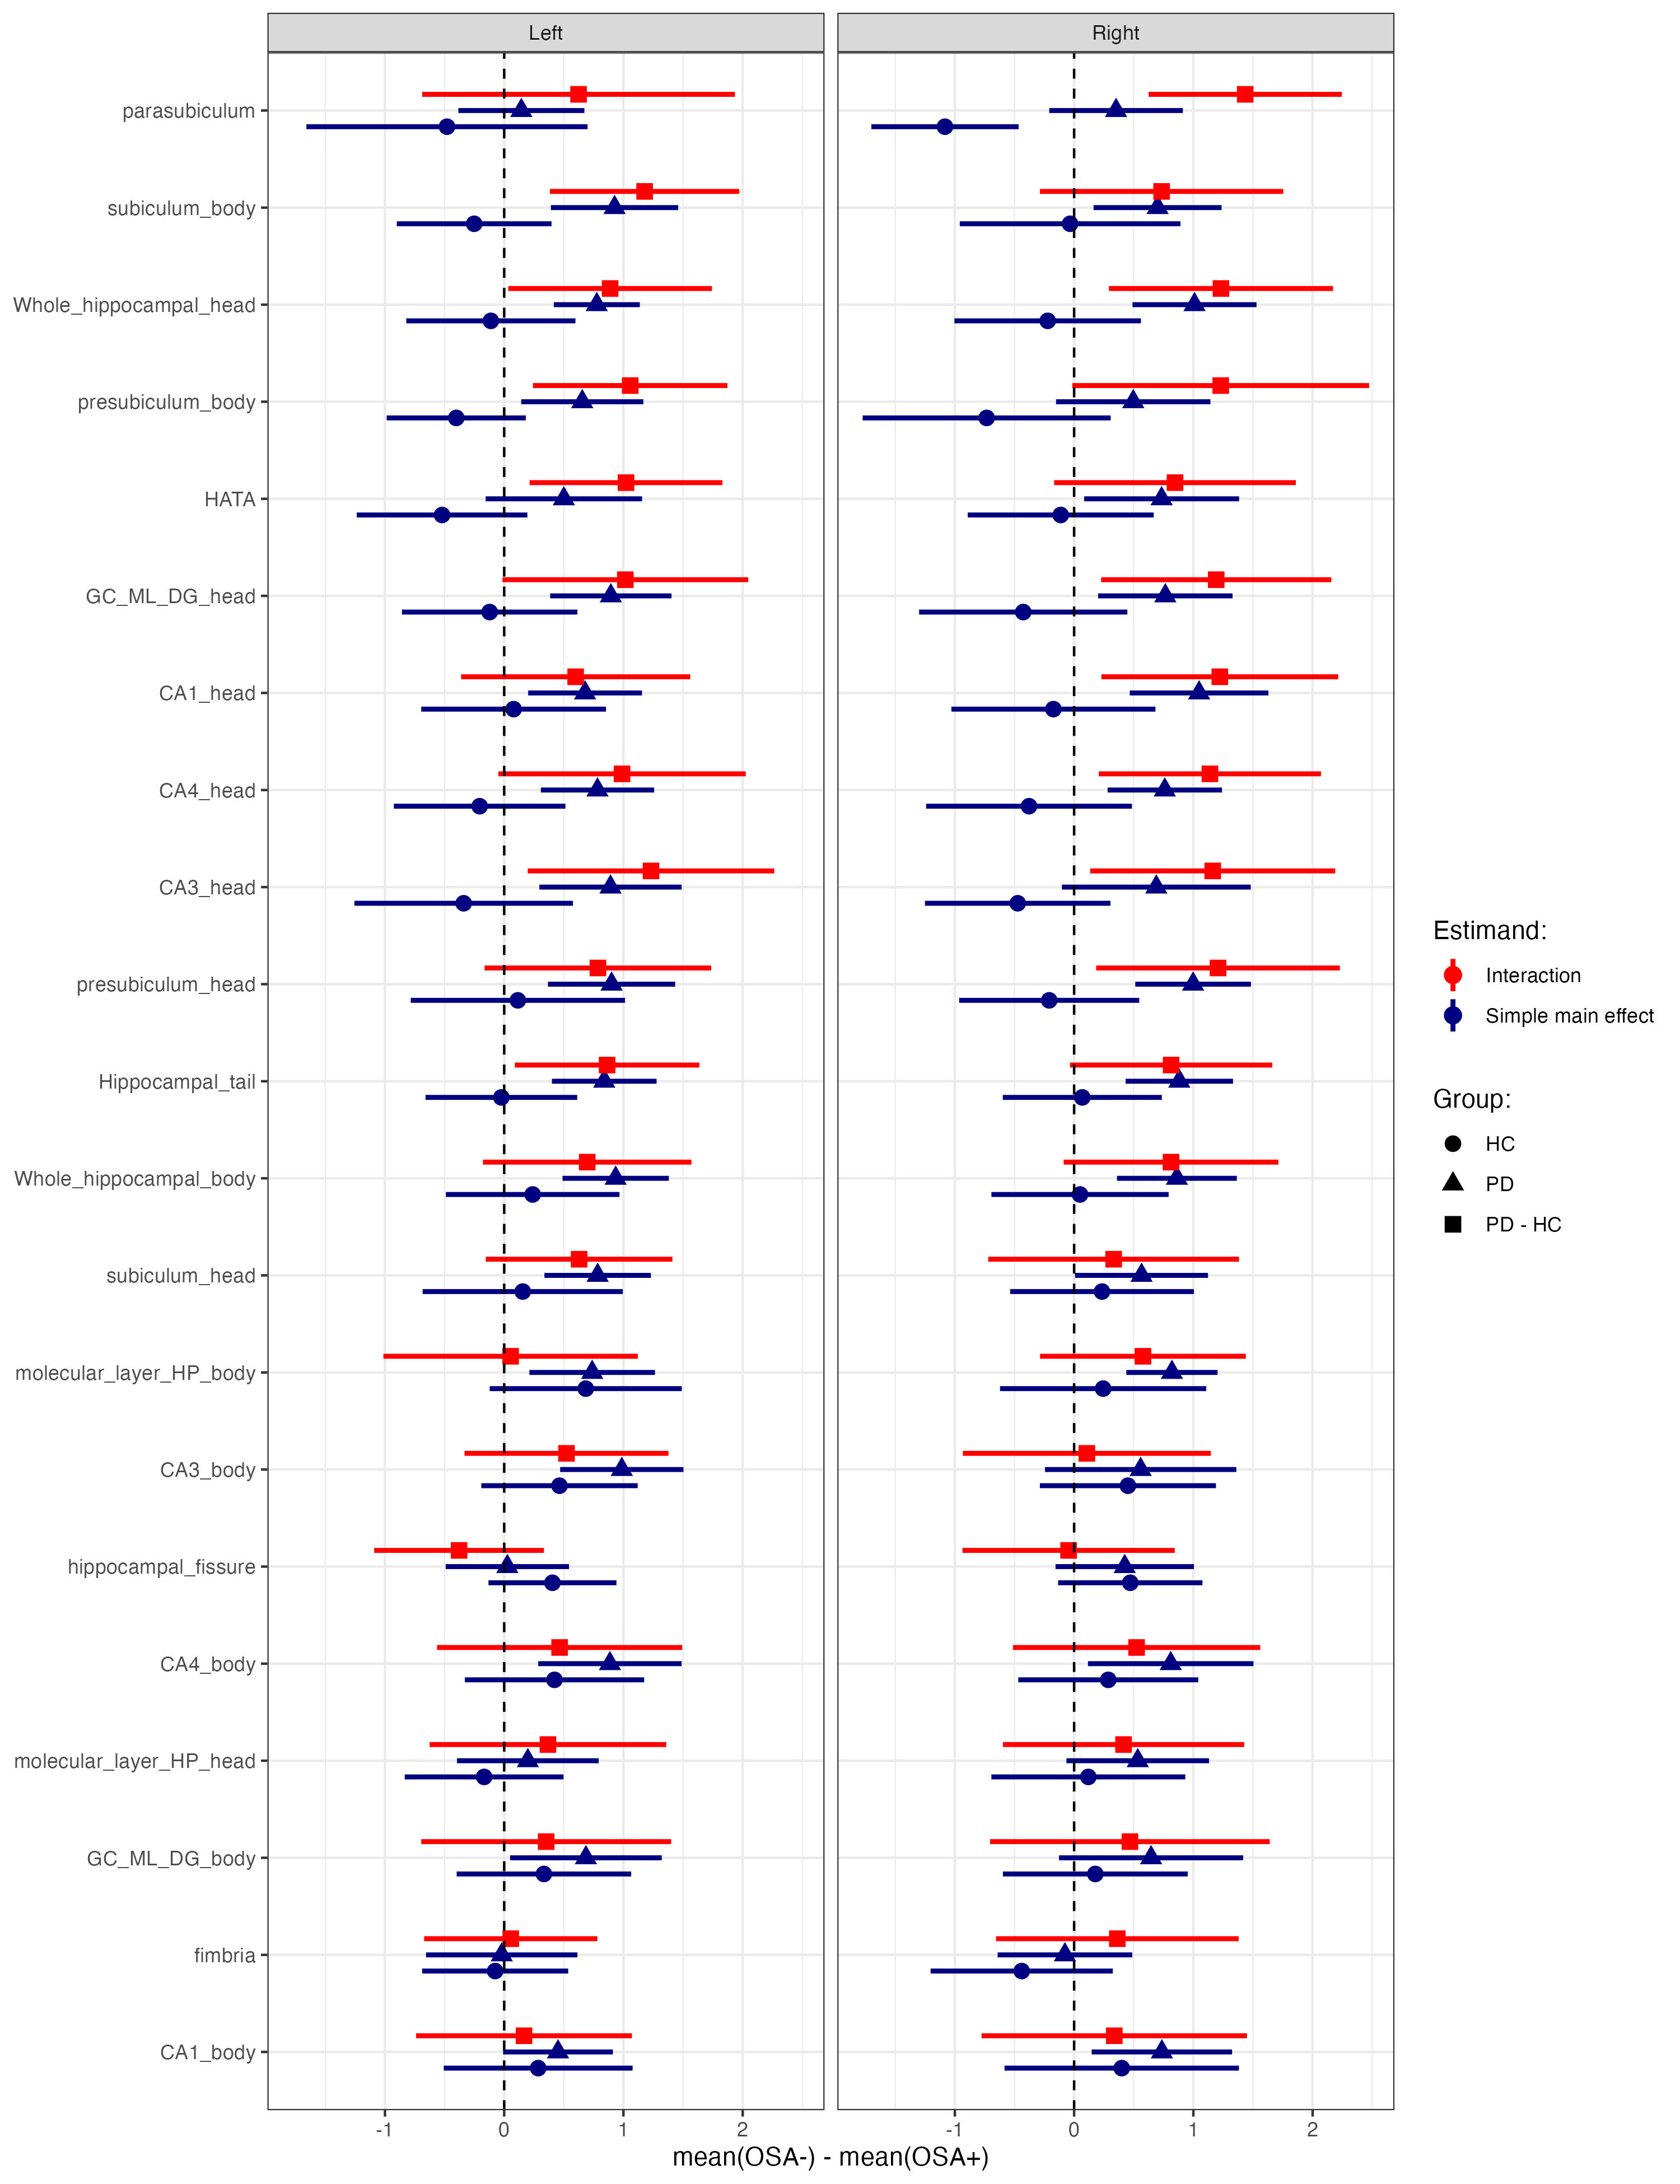 Left
Right
parasubiculum
subiculum_body
Whole_hippocampal_head
presubiculum_body
HATA
GC_ML_DG_head
CA1_head
CA4_head
CA3_head
presubiculum_head
Hippocampal_tail
Whole_hippocampal_body
subiculum_head
molecular_layer_HP_body
CA3_body
hippocampal_fissure
CA4_body
molecular_layer_HP_head
GC_ML_DG_body
fimbria
CA1_body
-1 0 1 2
-1 0 1 2
mean(OSA-) - mean(OSA+)
Estimand:
Interaction
Simple main effect
Group:
HC
PD
PD - HC